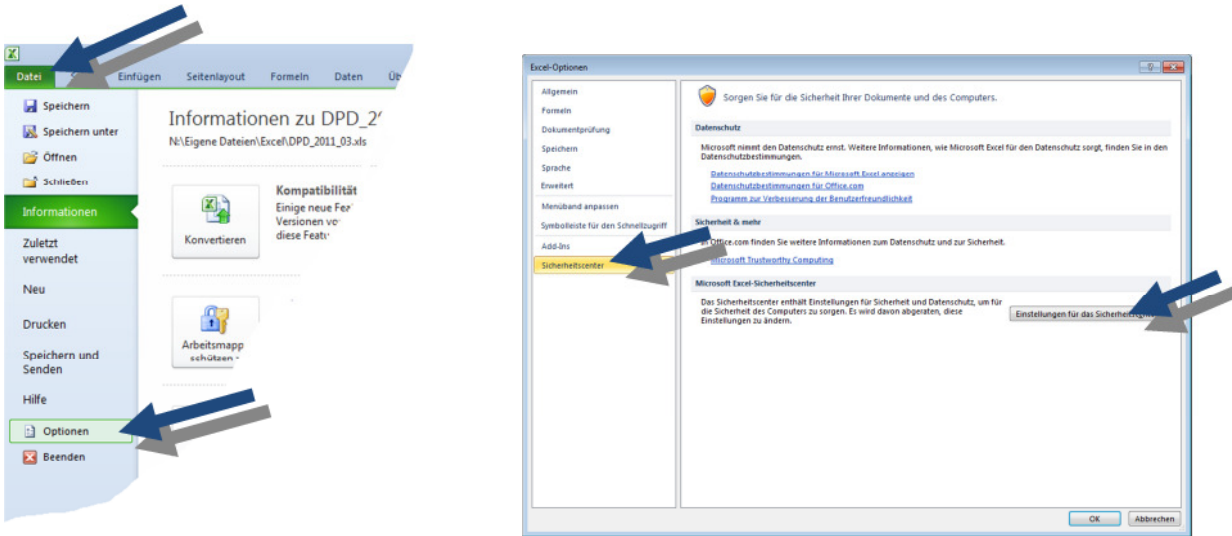 Datei
Einfügen
Seitenlayout
Formeln
Daten
Speichern
Speichern unter
Öffnen
Schließen
Informationen
Zuletzt
verwendet
Neu
Drucken
Speichern und
Senden
Hilfe
Optionen
Beenden
Informationen zu DPD_2
N:\Eigene Dateien\Excel\DPD_2011_03.xls
Konvertieren
Kompatibilität
Einige neue
Versionen
diese
Arbeitsmapp
schützen
Excel-Optionen
Allgemein
Formeln
Dokumentprüfung
Speichern
Sprache
Erweitert
Menüband anpassen
Symbolleiste für den Schnellzugriff
Add-Ins
Sicherheitscenter
Sorgen Sie für die Sicherheit Ihrer Dokumente und des Computers.
Datenschutz
Microsoft nimmt den Datenschutz ernst. Weitere Informationen, wie Microsoft Excel für den Datenschutz sorgt, finden Sie in den
Datenschutzbestimmungen.
Datenschutzbestimmungen für Microsoft Excel anzeigen
Datenschutzbestimmungen für Office.com
Programm zur Verbesserung der Benutzerfreundlichkeit
Sicherheit & mehr
Office.com finden Sie weitere Informationen zum Datenschutz und zur Sicherheit.
Microsoft Trustworthy Computing
Microsoft Excel-Sicherheitscenter
Das Sicherheitscenter enthält Einstellungen für Sicherheit und Datenschutz, um für
die Sicherheit des Computers zu sorgen. Es wird davon abgeraten, diese
Einstellungen zu ändern.
Einstellungen für das
OK
Abbrechen